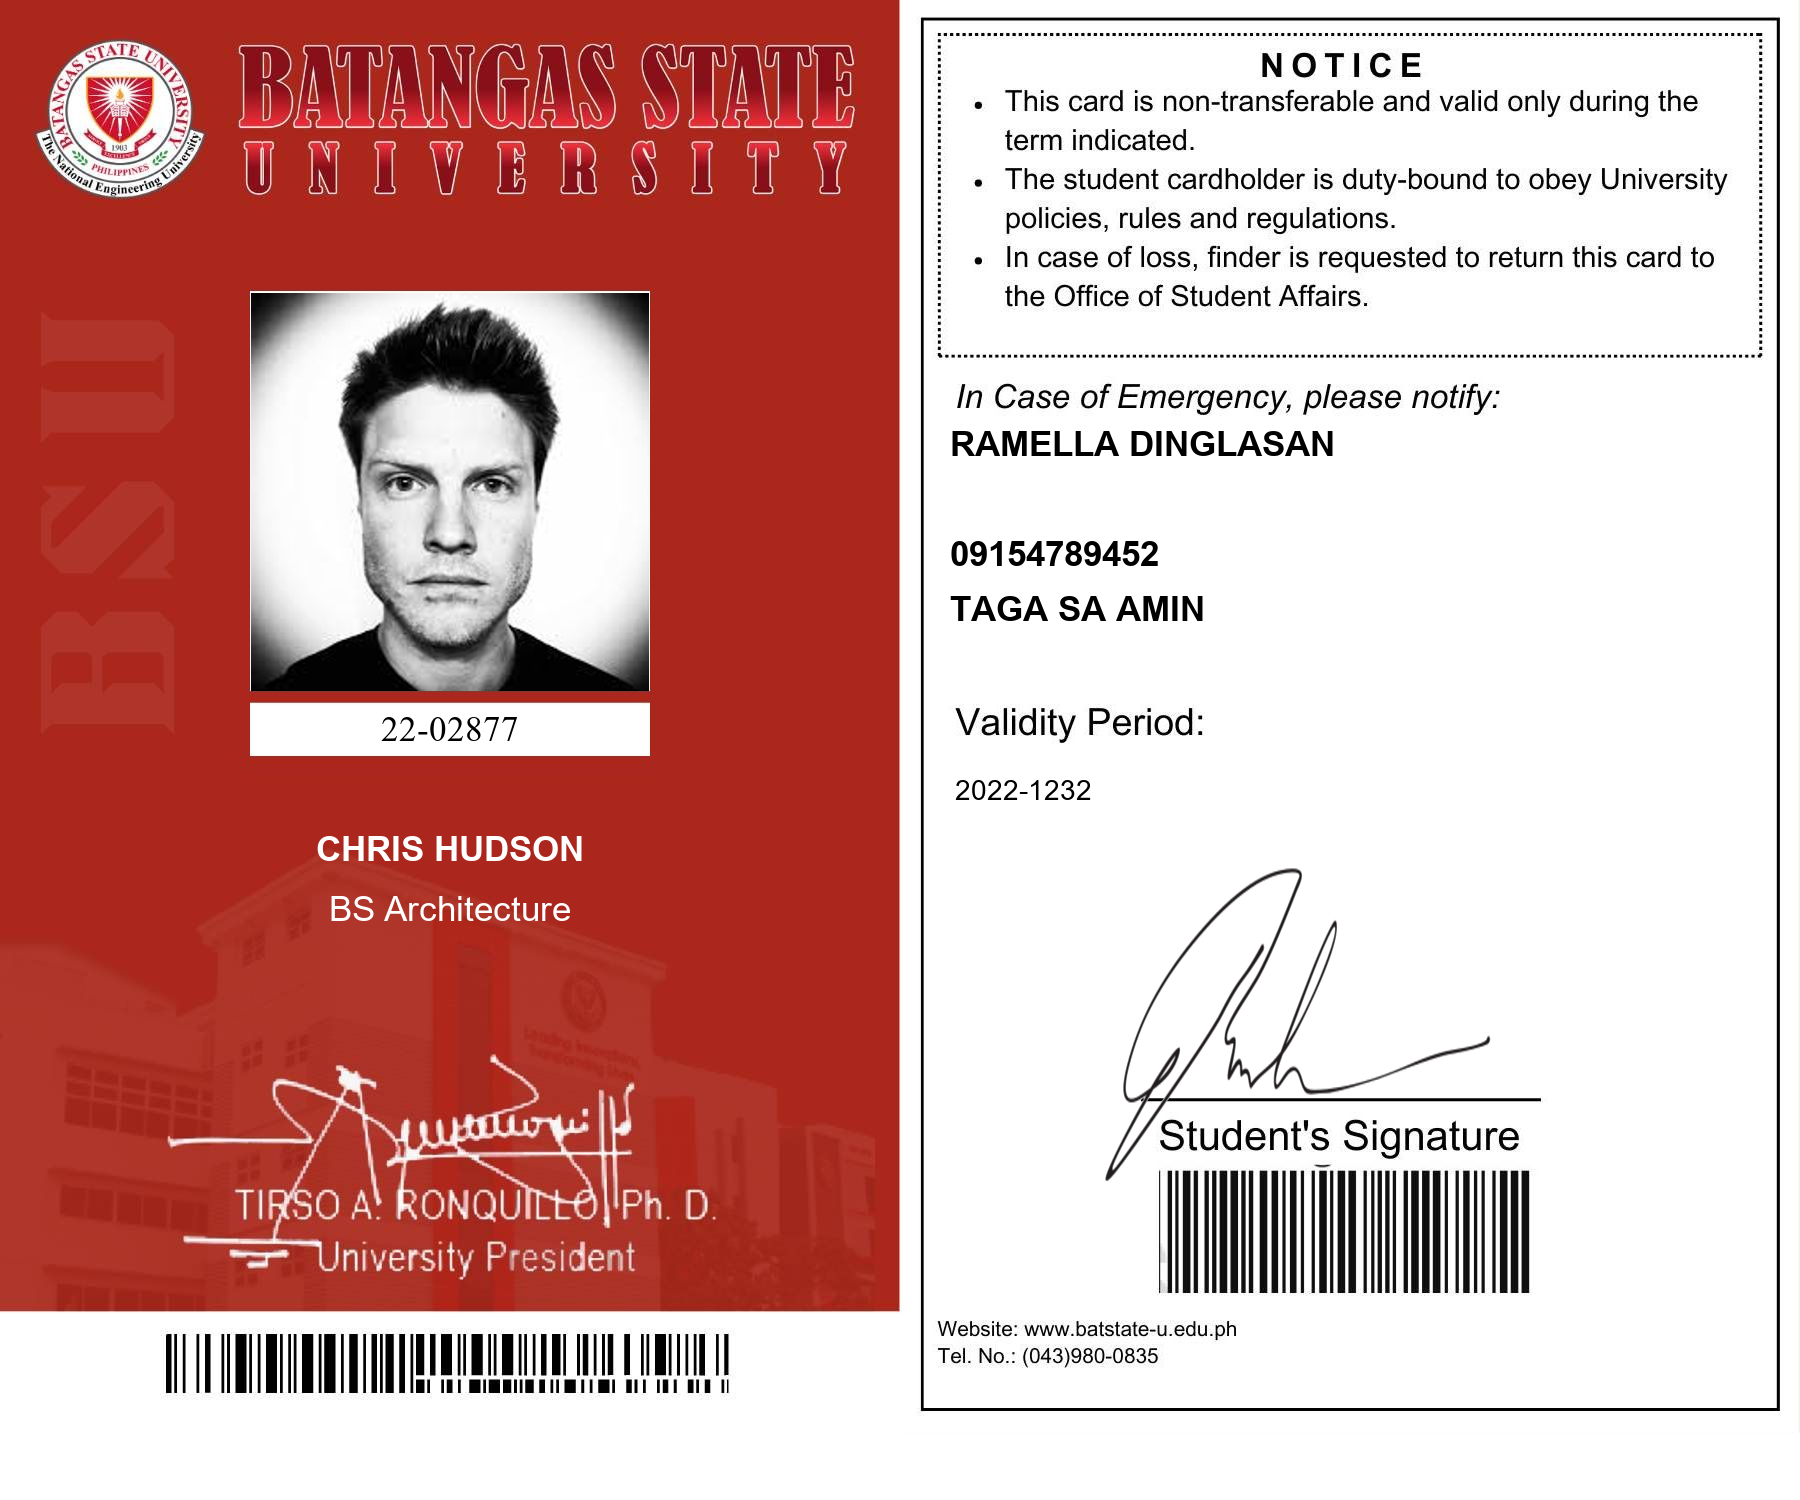 BATANGAS STATE UNIVERSITY
1903
EXCELLENCE
PHILIPPINES
The National Engineering University
BATANGAS STATE
UNIVERSITY
BSU
22-02877
CHRIS HUDSON
BS Architecture
Leading Innovations,
Transforming Lives
TIRSO A. RONQUILLO, Ph. D.
University President
NOTICE
• This card is non-transferable and valid only during the
term indicated.
• The student cardholder is duty-bound to obey University
policies, rules and regulations.
• In case of loss, finder is requested to return this card to
the Office of Student Affairs.
In Case of Emergency, please notify:
RAMELLA DINGLASAN
09154789452
TAGA SA AMIN
Validity Period:
2022-1232
Student's Signature
Website: www.batstate-u.edu.ph
Tel. No.: (043)980-0835